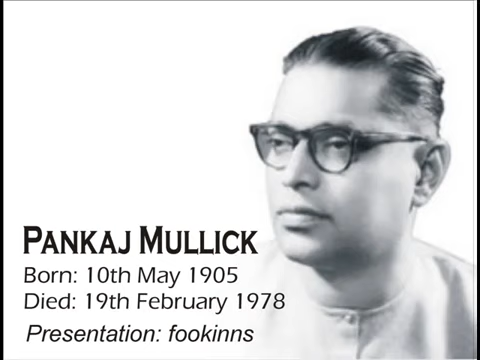 PANKAJ MULLICK
Born: 10th May 1905
Died: 19th February 1978
Presentation: fookinns